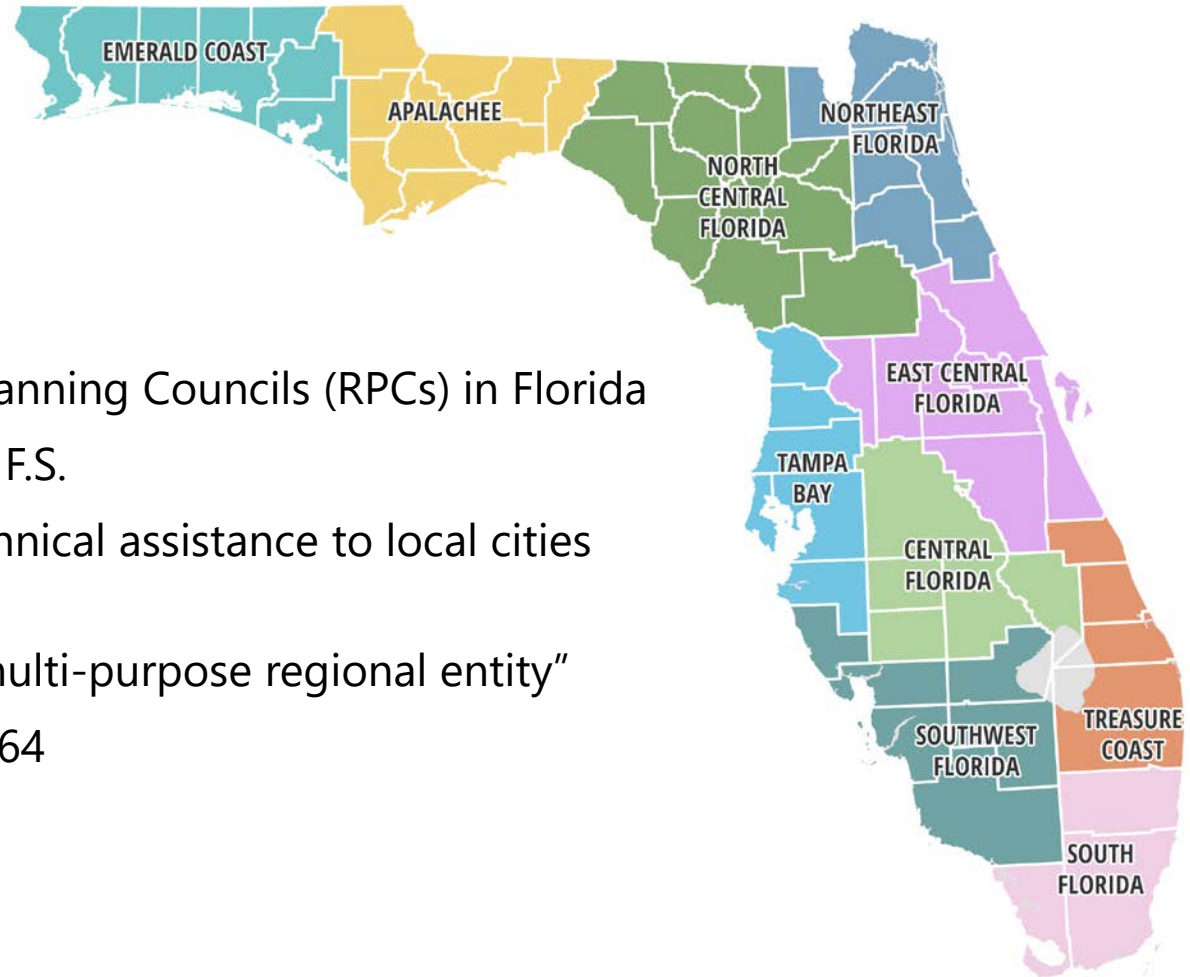 EMERALD COAST
APALACHEE
NORTHEAST
FLORIDA
NORTH
CENTRAL
FLORIDA
EAST CENTRAL
FLORIDA
TAMPA
BAY
CENTRAL
FLORIDA
TREASURE
COAST
SOUTHWEST
FLORIDA
SOUTH
FLORIDA
anning Councils (RPCs) in Florida
F.S.
hnical assistance to local cities
nulti-purpose regional entity”
64